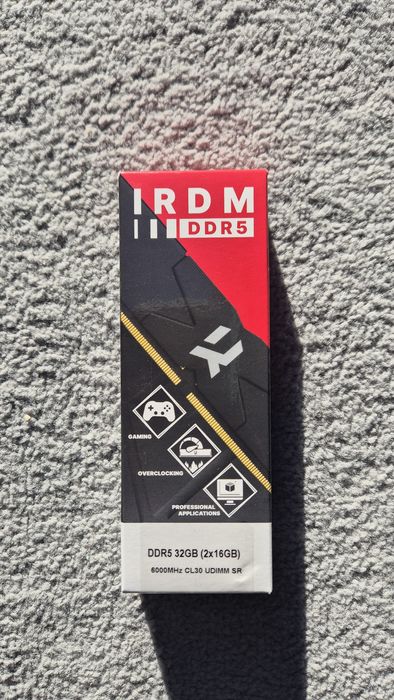 IRDM
DDR5
GAMING
OVERCLOCKING
PROFESSIONAL
APPLICATIONS
DDR5 32GB (2x16GB)
6000MHz CL30 UDIMM SR